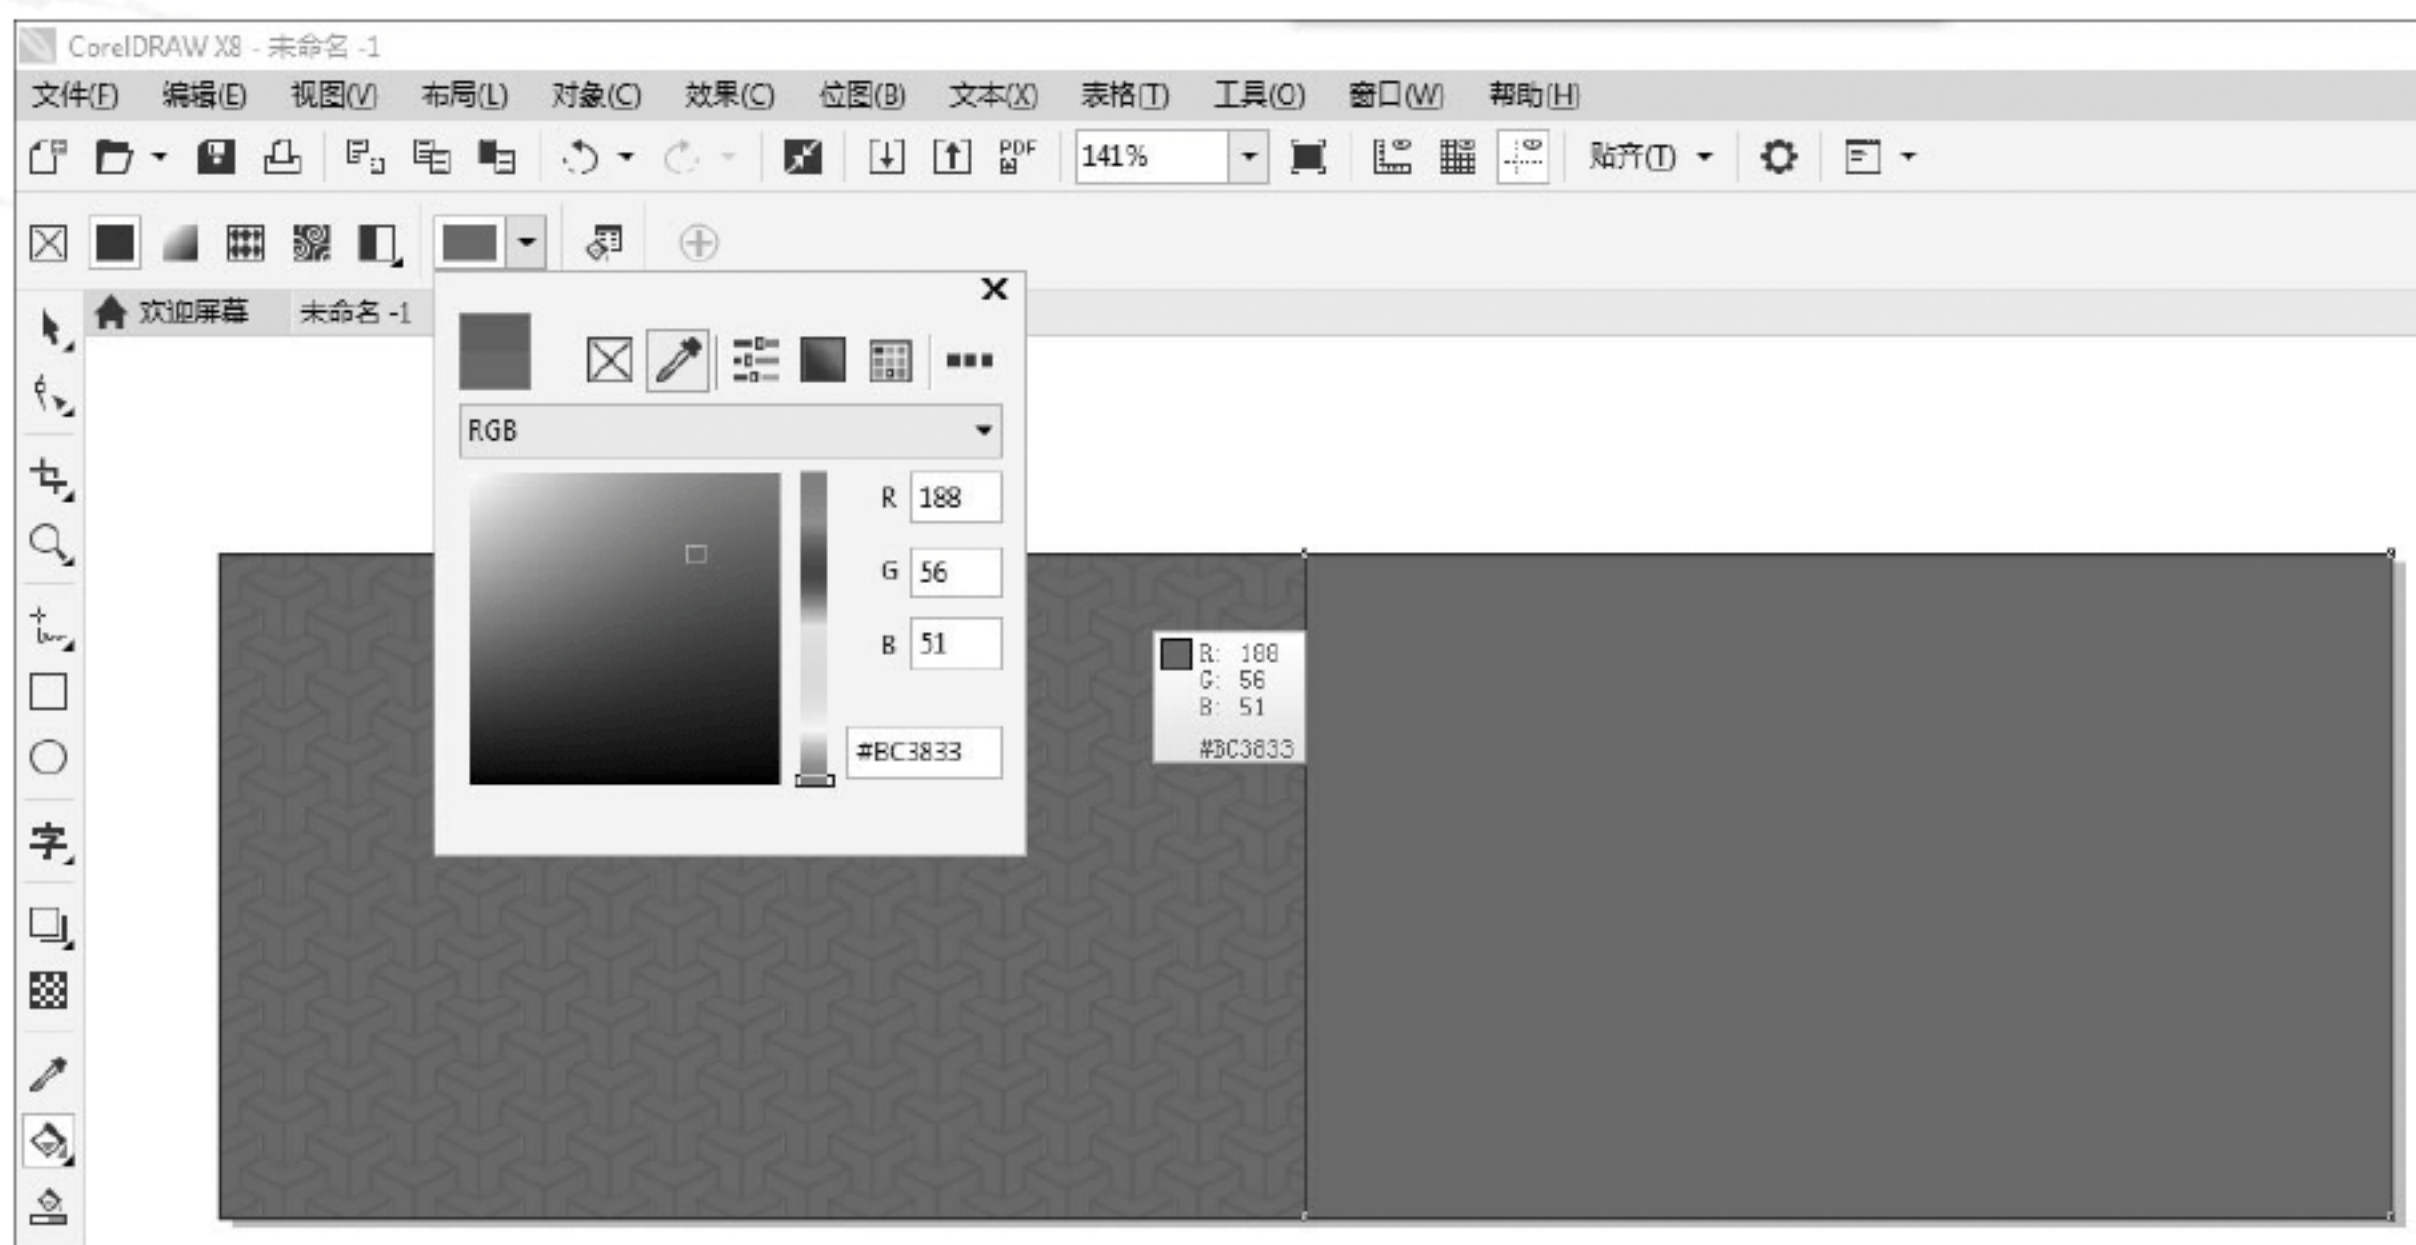 CorelDRAW X8 - 未命名 -1
文件(F) 编辑(E) 视图(V) 布局(L) 对象(C) 效果(C) 位图(B) 文本(X) 表格(T) 工具(O) 窗口(W) 帮助(H)
PDF 141% 贴齐(T)
欢迎屏幕 未命名 -1
RGB
R 188
G 56
B 51
#BC3833
R: 188
G: 56
B: 51
#BC3833
字